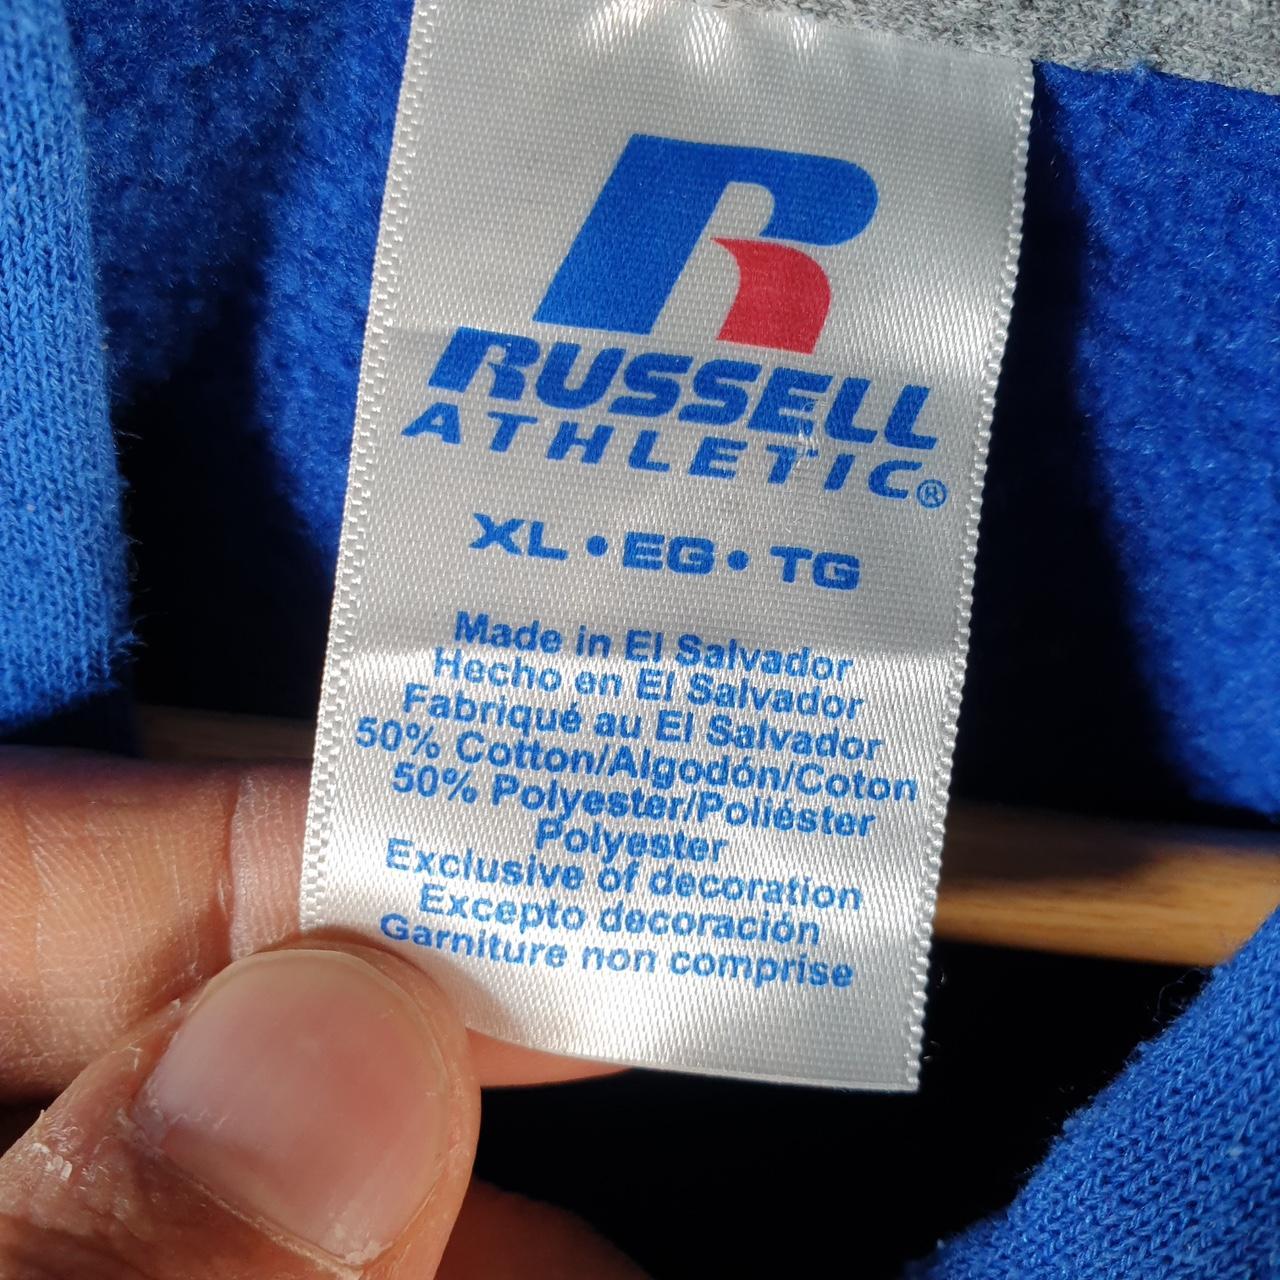 RUSSELL
ATHLETIC®
XL • EG • TG
Made in El Salvador
Hecho en El Salvador
Fabriqué au El Salvador
50% Cotton/Algodón/Coton
50% Polyester/Poliéster
Polyester
Exclusive of decoration
Excepto decoración
Garniture non comprise